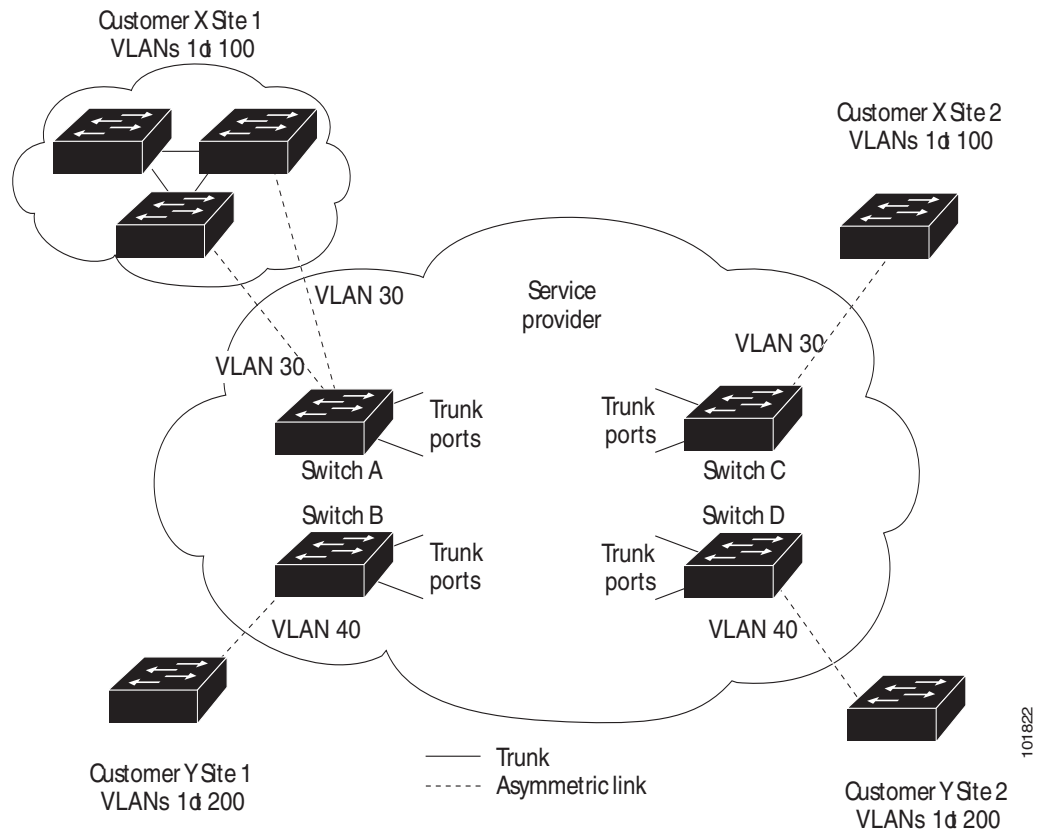 Customer X Site 1
VLANs 1 to 100
Customer X Site 2
VLANs 1 to 100
VLAN 30
Service
provider
VLAN 30
VLAN 30
Trunk
ports
Trunk
ports
Switch A
Switch C
Switch B
Switch D
Trunk
ports
Trunk
ports
VLAN 40
VLAN 40
Customer Y Site 1
VLANs 1 to 200
Trunk
Asymmetric link
Customer Y Site 2
VLANs 1 to 200
101822